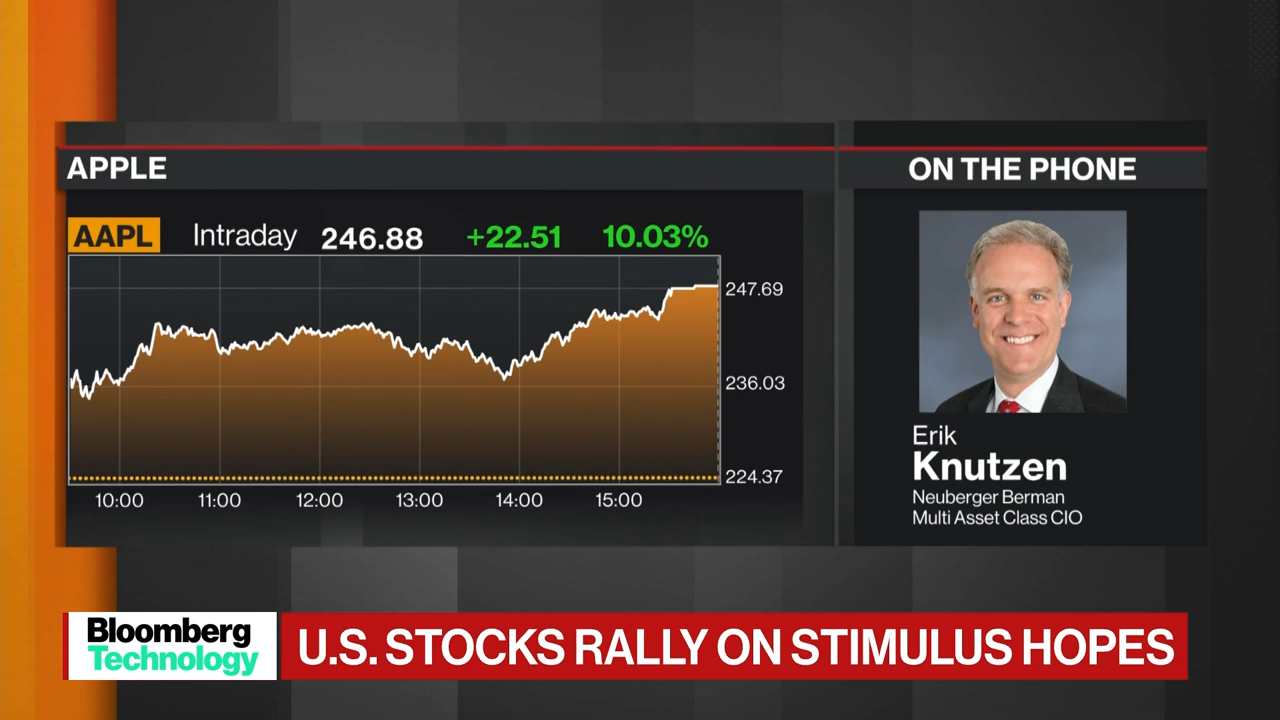 APPLE
AAPL Intraday 246.88 +22.51 10.03%
247.69
236.03
224.37
10:00 11:00 12:00 13:00 14:00 15:00
ON THE PHONE
Erik
Knutzen
Neuberger Berman
Multi Asset Class CIO
Bloomberg
Technology
U.S. STOCKS RALLY ON STIMULUS HOPES